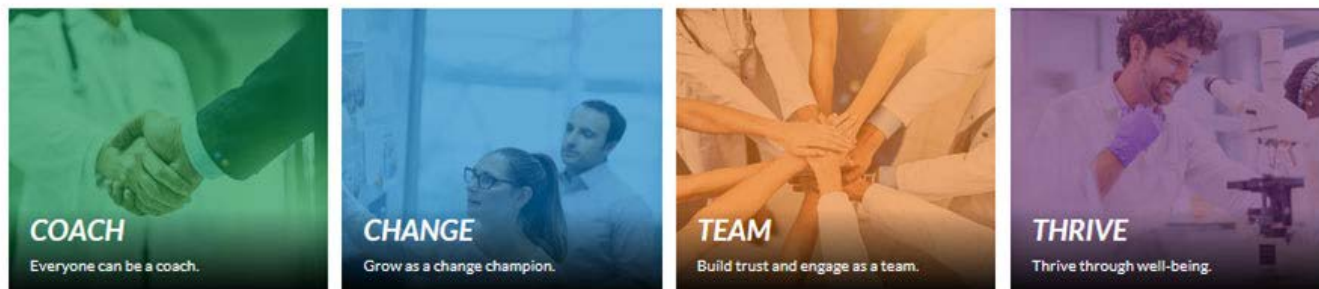 COACH
Everyone can be a coach.
CHANGE
Grow as a change champion.
TEAM
Build trust and engage as a team.
THRIVE
Thrive through well-being.